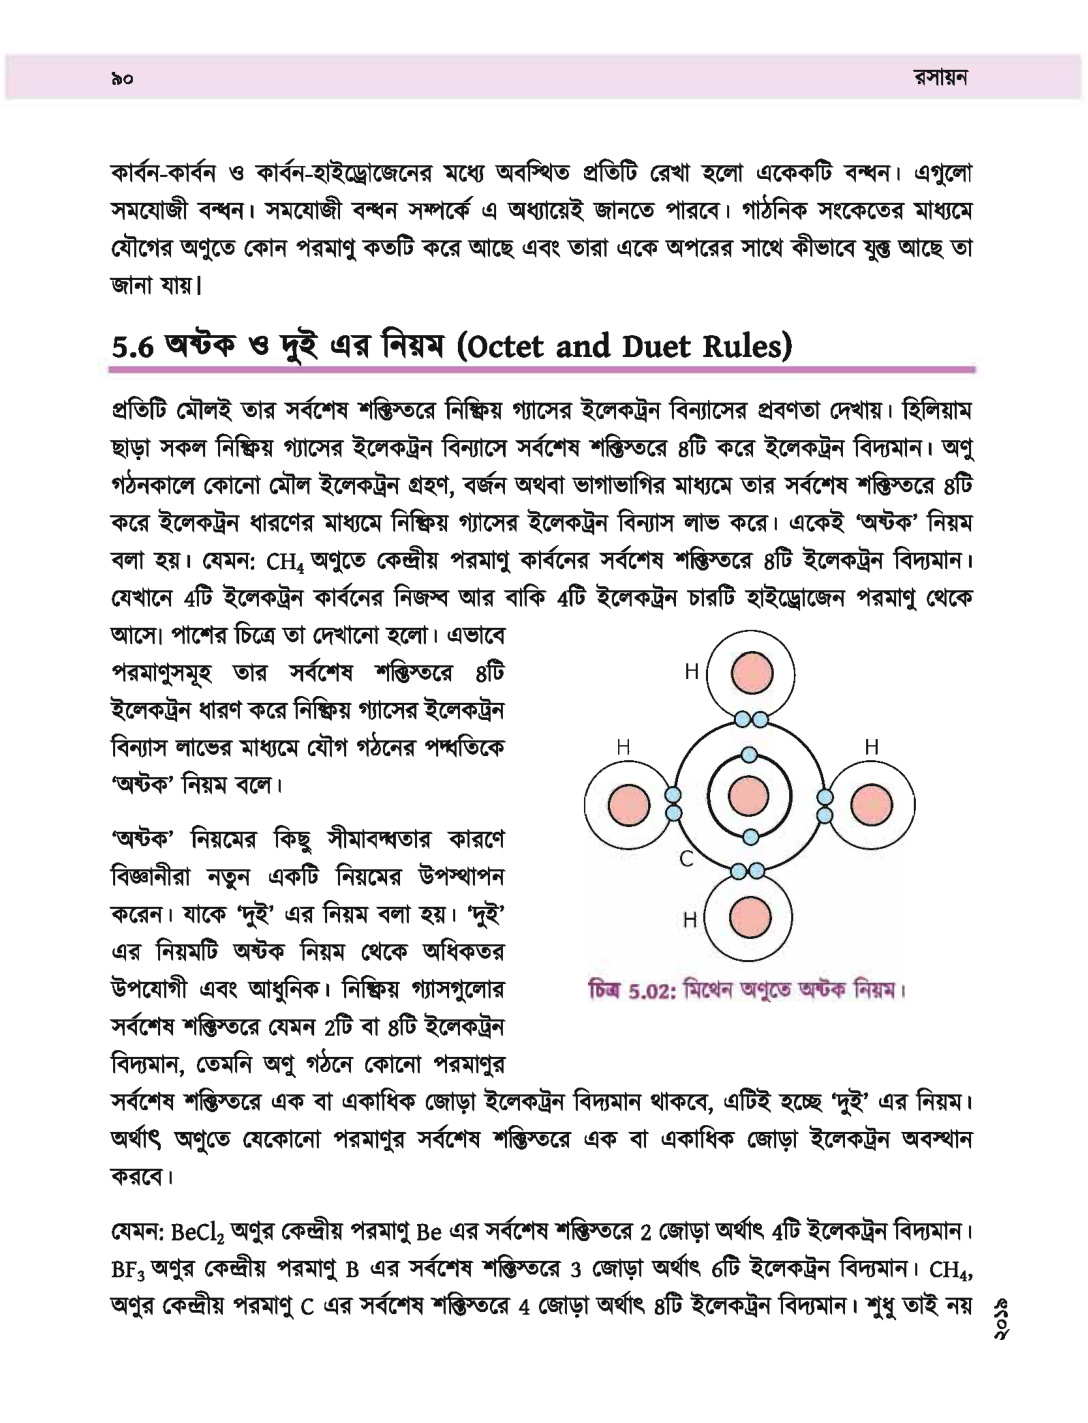 ৯০ রসায়ন
কার্বন-কার্বন ও কার্বন-হাইড্রোজেনের মধ্যে অবস্থিত প্রতিটি রেখা হলো একেকটি বন্ধন। এগুলো
সমযোজী বন্ধন। সমযোজী বন্ধন সম্পর্কে এ অধ্যায়েই জানতে পারবে। গাঠনিক সংকেতের মাধ্যমে
যৌগের অণুতে কোন পরমাণু কতটি করে আছে এবং তারা একে অপরের সাথে কীভাবে যুক্ত আছে তা
জানা যায়।
5.6 অষ্টক ও দুই এর নিয়ম (Octet and Duet Rules)
প্রতিটি মৌলই তার সর্বশেষ শক্তিস্তরে নিষ্ক্রিয় গ্যাসের ইলেকট্রন বিন্যাসের প্রবণতা দেখায়। হিলিয়াম
ছাড়া সকল নিষ্ক্রিয় গ্যাসের ইলেকট্রন বিন্যাসে সর্বশেষ শক্তিস্তরে ৪টি করে ইলেকট্রন বিদ্যমান। অণু
গঠনকালে কোনো মৌল ইলেকট্রন গ্রহণ, বর্জন অথবা ভাগাভাগির মাধ্যমে তার সর্বশেষ শক্তিস্তরে ৪টি
করে ইলেকট্রন ধারণের মাধ্যমে নিষ্ক্রিয় গ্যাসের ইলেকট্রন বিন্যাস লাভ করে। একেই ‘অষ্টক’ নিয়ম
বলা হয়। যেমন: CH₄ অণুতে কেন্দ্রীয় পরমাণু কার্বনের সর্বশেষ শক্তিস্তরে ৪টি ইলেকট্রন বিদ্যমান।
যেখানে 4টি ইলেকট্রন কার্বনের নিজস্ব আর বাকি 4টি ইলেকট্রন চারটি হাইড্রোজেন পরমাণু থেকে
আসে। পাশের চিত্রে তা দেখানো হলো। এভাবে
পরমাণুসমূহ তার সর্বশেষ শক্তিস্তরে ৪টি
ইলেকট্রন ধারণ করে নিষ্ক্রিয় গ্যাসের ইলেকট্রন
বিন্যাস লাভের মাধ্যমে যৌগ গঠনের পদ্ধতিকে
‘অষ্টক’ নিয়ম বলে।
‘অষ্টক’ নিয়মের কিছু সীমাবদ্ধতার কারণে
বিজ্ঞানীরা নতুন একটি নিয়মের উপস্থাপন
করেন। যাকে ‘দুই’ এর নিয়ম বলা হয়। ‘দুই’
এর নিয়মটি অষ্টক নিয়ম থেকে অধিকতর
উপযোগী এবং আধুনিক। নিষ্ক্রিয় গ্যাসগুলোর
সর্বশেষ শক্তিস্তরে যেমন 2টি বা ৪টি ইলেকট্রন
বিদ্যমান, তেমনি অণু গঠনে কোনো পরমাণুর
H
H
H
C
H
চিত্র 5.02: মিথেন অণুতে অষ্টক নিয়ম।
সর্বশেষ শক্তিস্তরে এক বা একাধিক জোড়া ইলেকট্রন বিদ্যমান থাকবে, এটিই হচ্ছে ‘দুই’ এর নিয়ম।
অর্থাৎ অণুতে যেকোনো পরমাণুর সর্বশেষ শক্তিস্তরে এক বা একাধিক জোড়া ইলেকট্রন অবস্থান
করবে।
যেমন: BeCl₂ অণুর কেন্দ্রীয় পরমাণু Be এর সর্বশেষ শক্তিস্তরে 2 জোড়া অর্থাৎ 4টি ইলেকট্রন বিদ্যমান।
BF₃ অণুর কেন্দ্রীয় পরমাণু B এর সর্বশেষ শক্তিস্তরে 3 জোড়া অর্থাৎ 6টি ইলেকট্রন বিদ্যমান। CH₄,
অণুর কেন্দ্রীয় পরমাণু C এর সর্বশেষ শক্তিস্তরে 4 জোড়া অর্থাৎ ৪টি ইলেকট্রন বিদ্যমান। শুধু তাই নয়
২০১৯